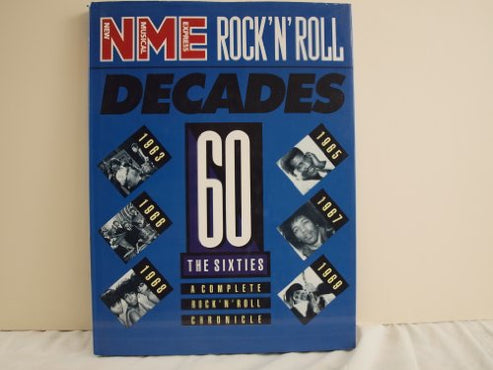 NEW MUSICAL EXPRESS
NME ROCK'N'ROLL
DECADES
1963
1965
60
1966
1967
THE SIXTIES
1968
1969
A COMPLETE
ROCK'N'ROLL
CHRONICLE